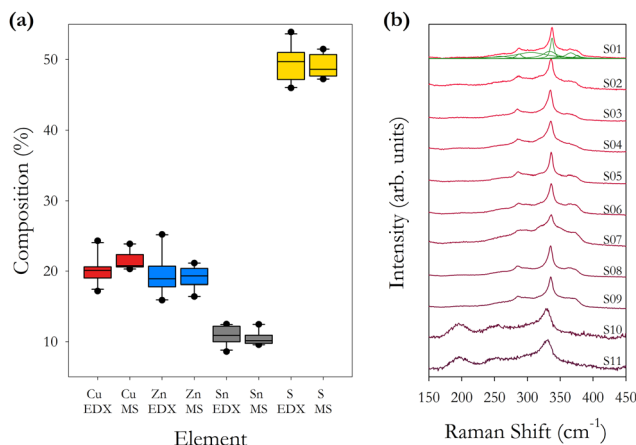 (a)
Composition (%)
50
40
30
20
10
Cu EDX
Cu MS
Zn EDX
Zn MS
Sn EDX
Sn MS
S EDX
S MS
Element
(b)
Intensity (arb. units)
S01
S02
S03
S04
S05
S06
S07
S08
S09
S10
S11
150 200 250 300 350 400 450
Raman Shift (cm⁻¹)